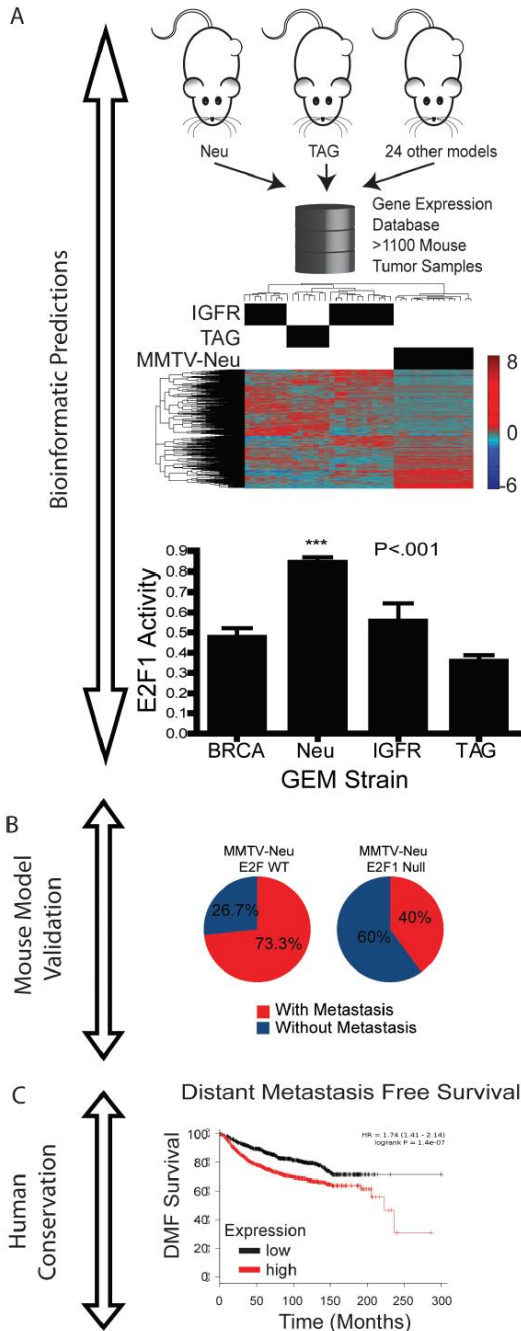 A
Bioinformatic Predictions
Neu
TAG
24 other models
Gene Expression
Database
>1100 Mouse
Tumor Samples
IGFR
TAG
MMTV-Neu
8
0
-6
***
P<.001
E2F1 Activity
0.9
0.8
0.7
0.6
0.5
0.4
0.3
0.2
0.1
0.0
BRCA
Neu
IGFR
TAG
GEM Strain
B
Mouse Model
Validation
MMTV-Neu
E2F WT
MMTV-Neu
E2F1 Null
26.7%
73.3%
40%
60%
With Metastasis
Without Metastasis
C
Human
Conservation
Distant Metastasis Free Survival
HR = 1.74 (1.41 - 2.14)
logrank P = 1.4e-07
DMF Survival
100
80
60
40
20
0
Expression
low
high
0
50
100
150
200
250
300
Time (Months)